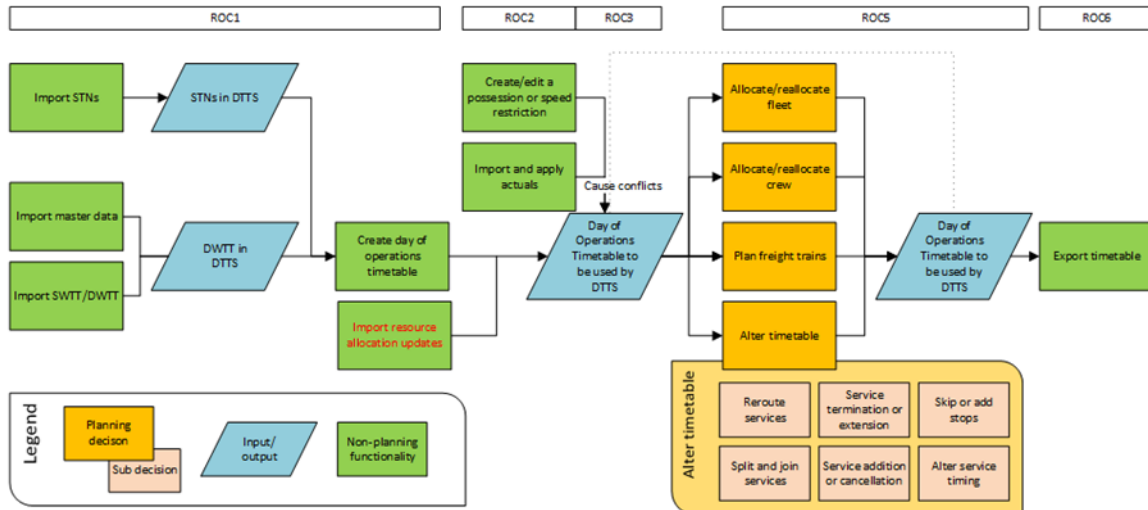 ROC1
ROC2
ROC3
ROC5
ROC6
Import STNs
STNs in DTTS
Create/edit a
possession or speed
restriction
Allocate/reallocate
fleet
Import and apply
actuals
Allocate/reallocate
crew
Cause conflicts
Import master data
DWTT in
DTTS
Import SWTT/DWTT
Create day of
operations
timetable
Day of
Operations
Timetable to
be used by
DTTS
Plan freight trains
Day of
Operations
Timetable to
be used by
DTTS
Export timetable
Import resource
allocation updates
Alter timetable
Legend
Planning
decison
Sub decision
Input/
output
Non-planning
functionality
Alter timetable
Reroute
services
Service
termination or
extension
Skip or add
stops
Split and join
services
Service addition
or cancellation
Alter service
timing